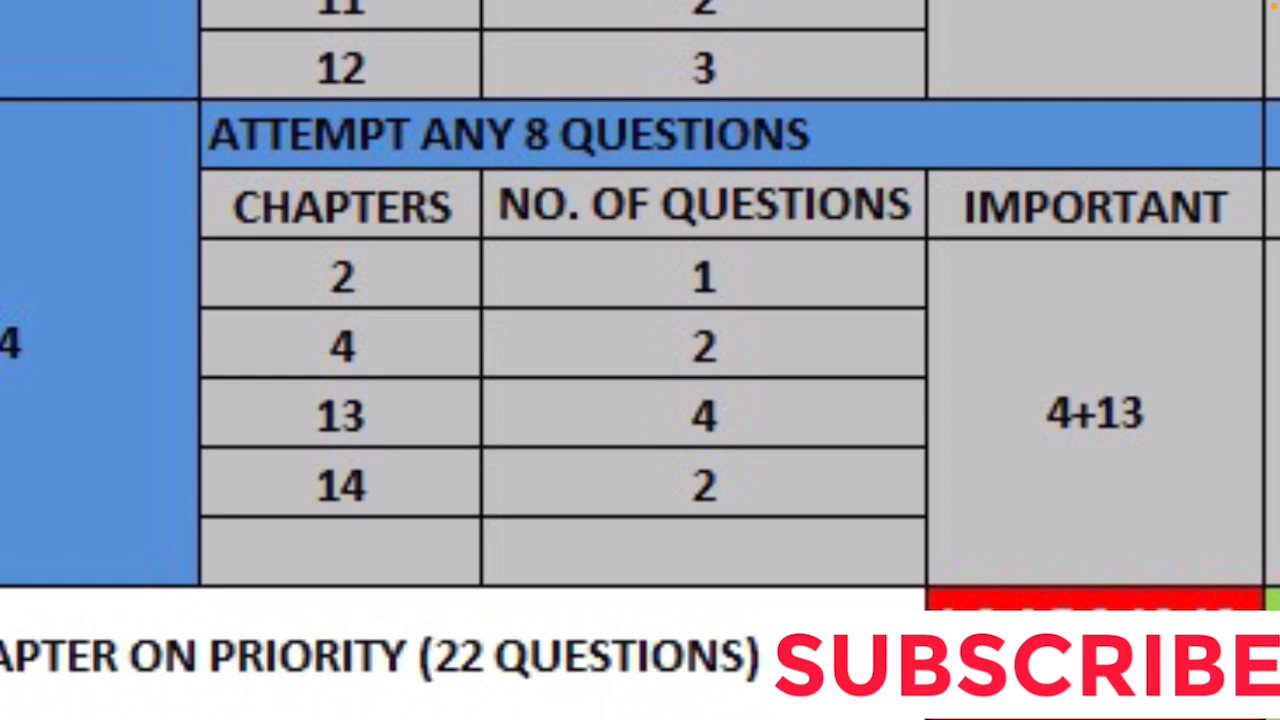 11 2
12 3
ATTEMPT ANY 8 QUESTIONS
CHAPTERS NO. OF QUESTIONS IMPORTANT
2 1
4 2
4
13 4 4+13
14 2
APTER ON PRIORITY (22 QUESTIONS) SUBSCRIBE